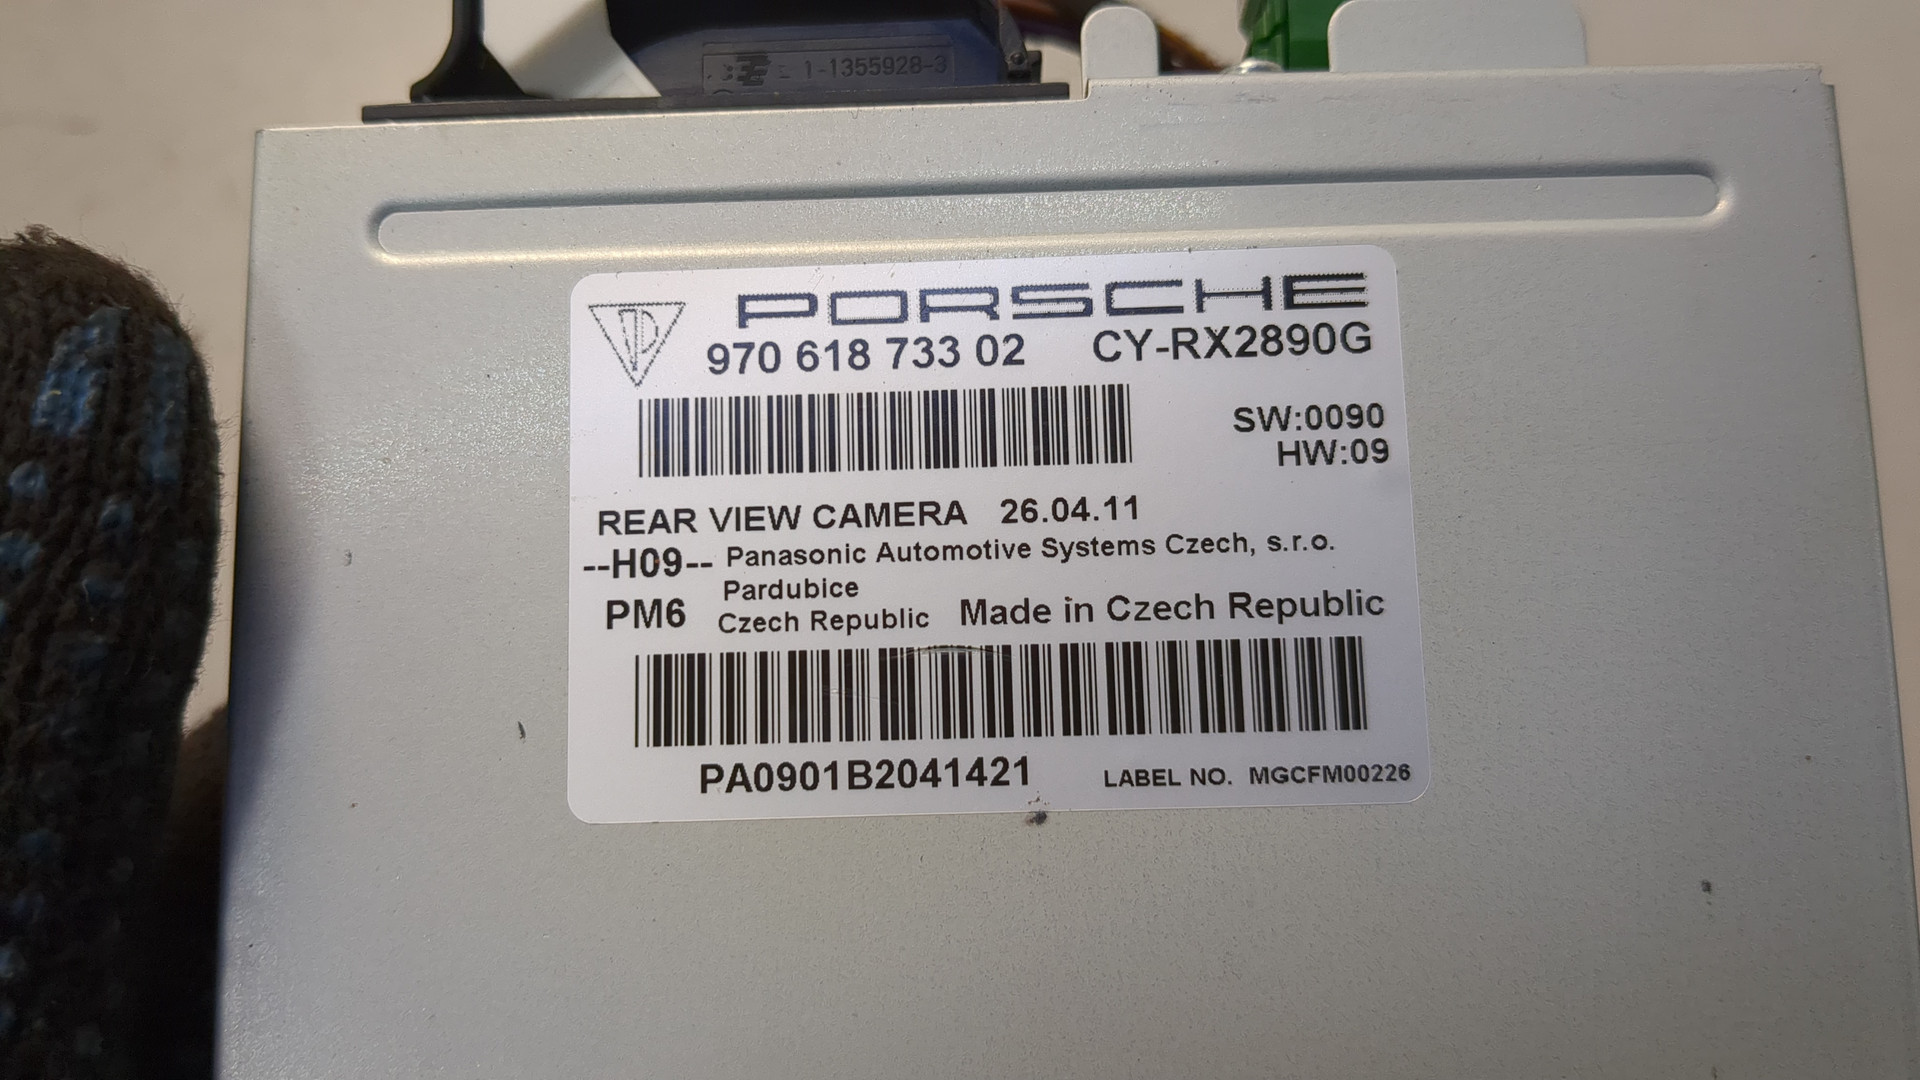 1-1355928-3
PORSCHE
970 618 733 02 CY-RX2890G
SW:0090
HW:09
REAR VIEW CAMERA 26.04.11
--H09-- Panasonic Automotive Systems Czech, s.r.o.
Pardubice
PM6 Czech Republic Made in Czech Republic
PA0901B2041421 LABEL NO. MGCFM00226